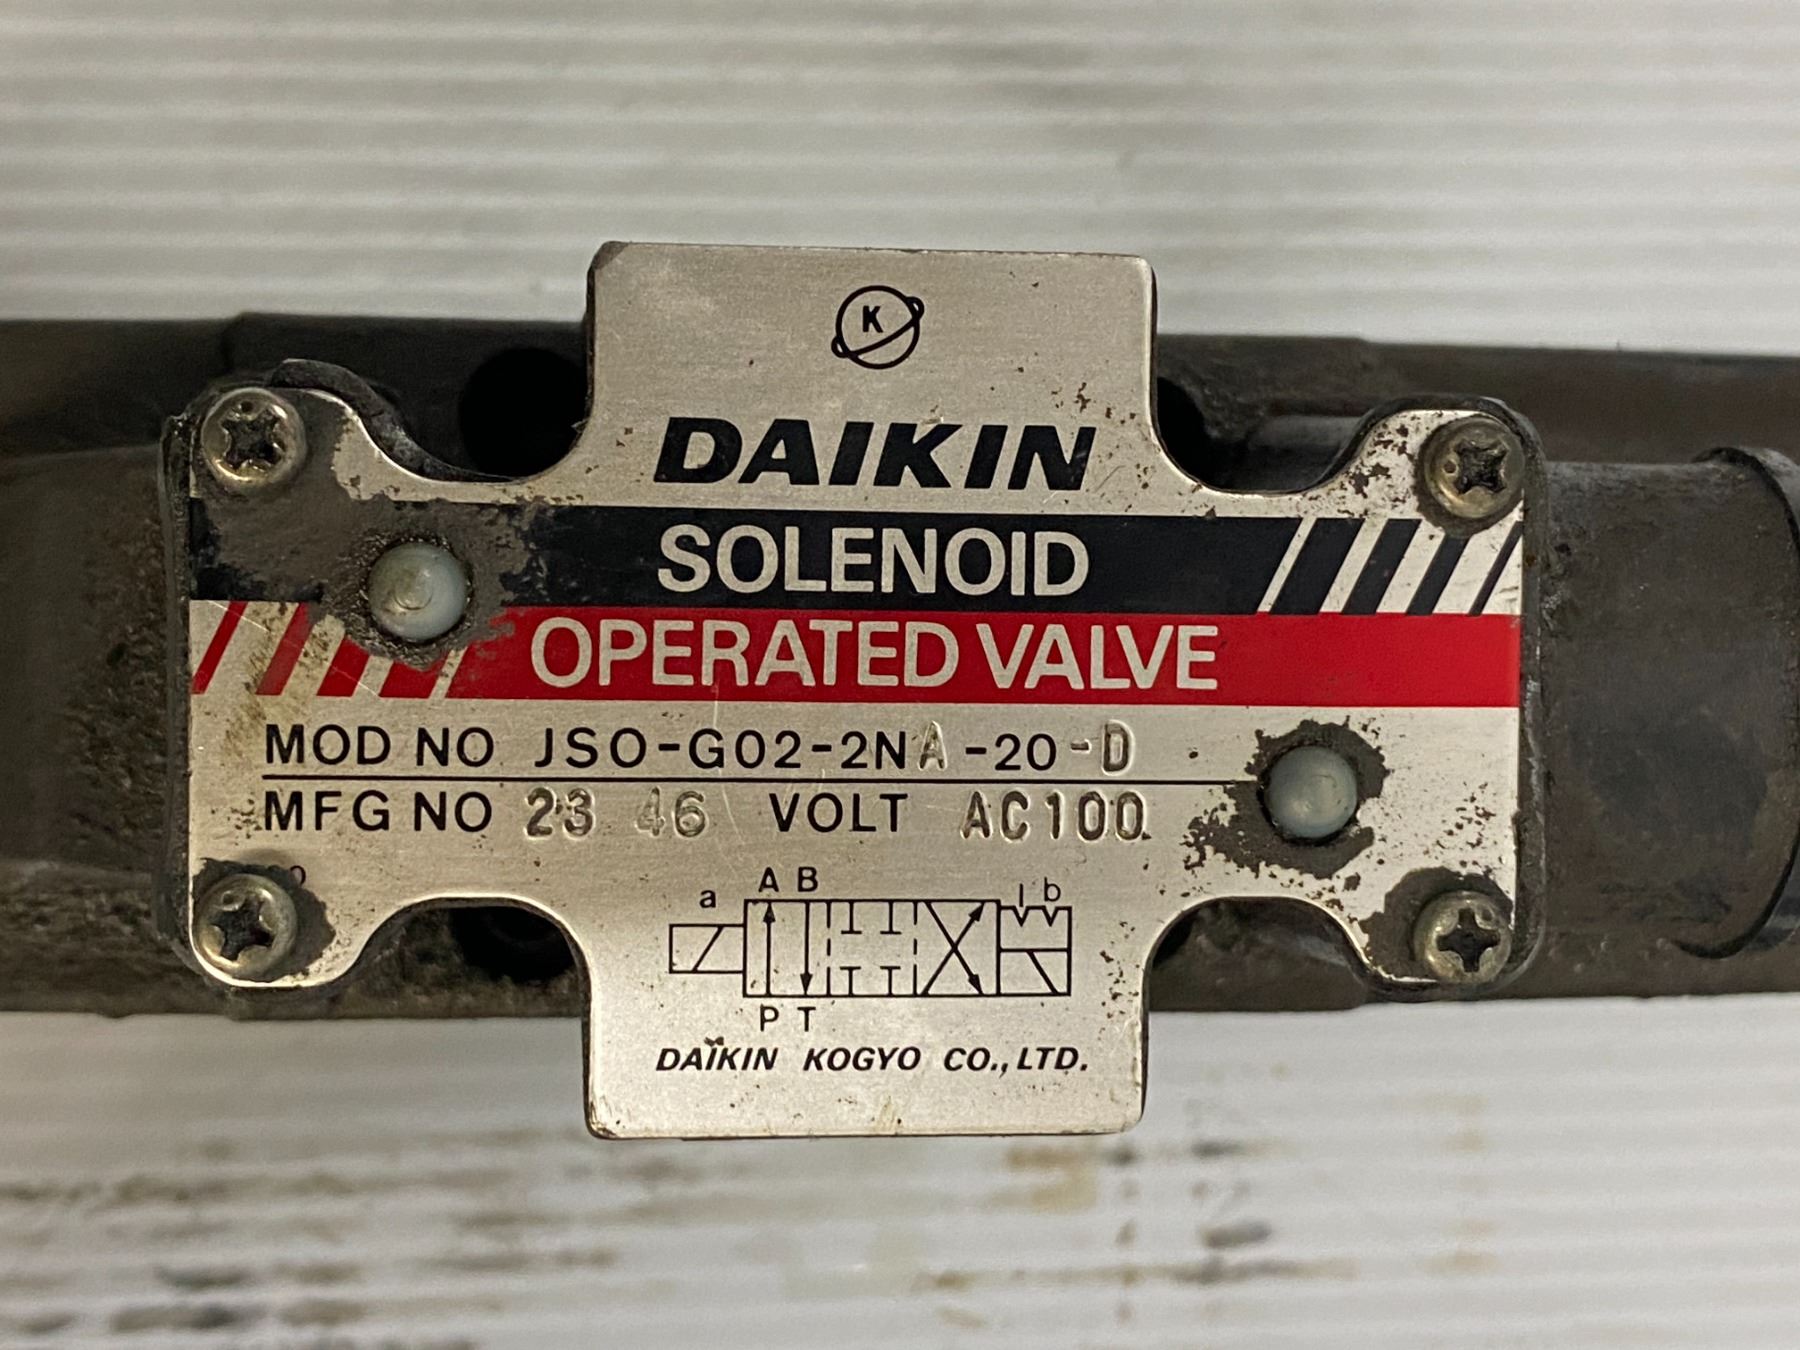 K
DAIKIN
SOLENOID
OPERATED VALVE
MOD NO JSO-G02-2NA-20-D
MFG NO 23 46 VOLT AC100
a A B b
P T
DAIKIN KOGYO CO., LTD.